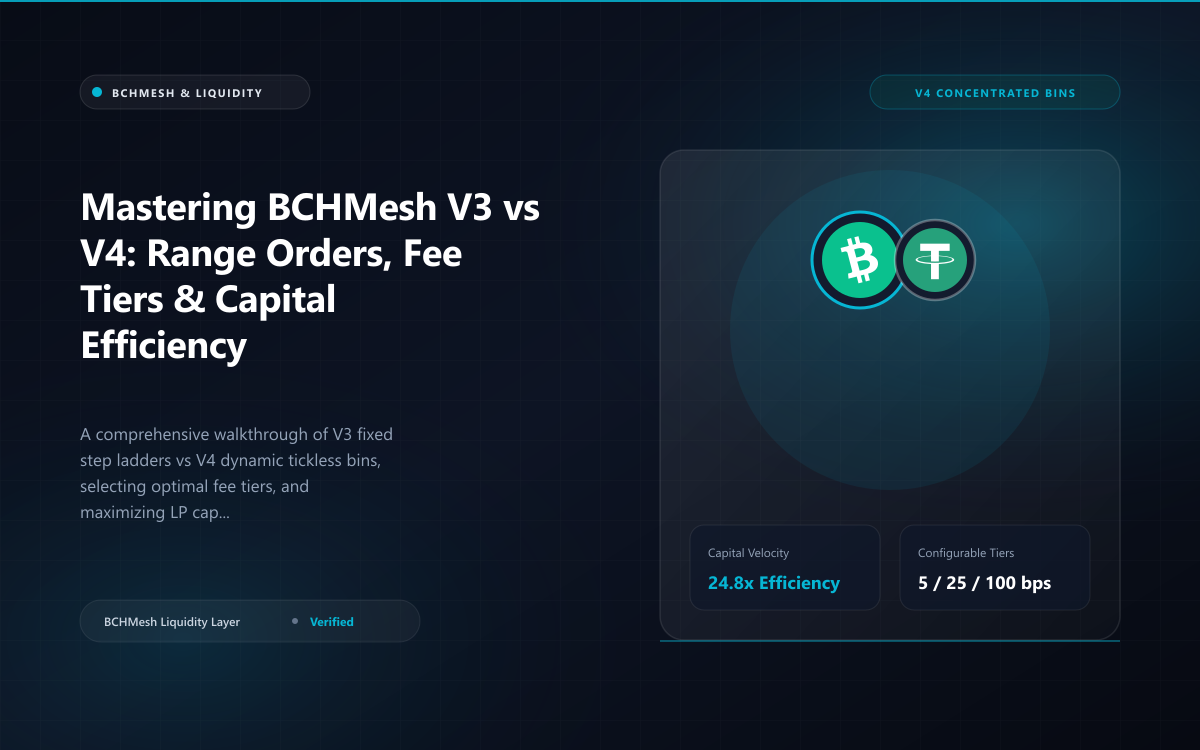 BCHMESH & LIQUIDITY
V4 CONCENTRATED BINS
Mastering BCHMesh V3 vs
V4: Range Orders, Fee
Tiers & Capital
Efficiency
A comprehensive walkthrough of V3 fixed
step ladders vs V4 dynamic tickless bins,
selecting optimal fee tiers, and
maximizing LP cap...
Capital Velocity
24.8x Efficiency
Configurable Tiers
5 / 25 / 100 bps
BCHMesh Liquidity Layer
Verified